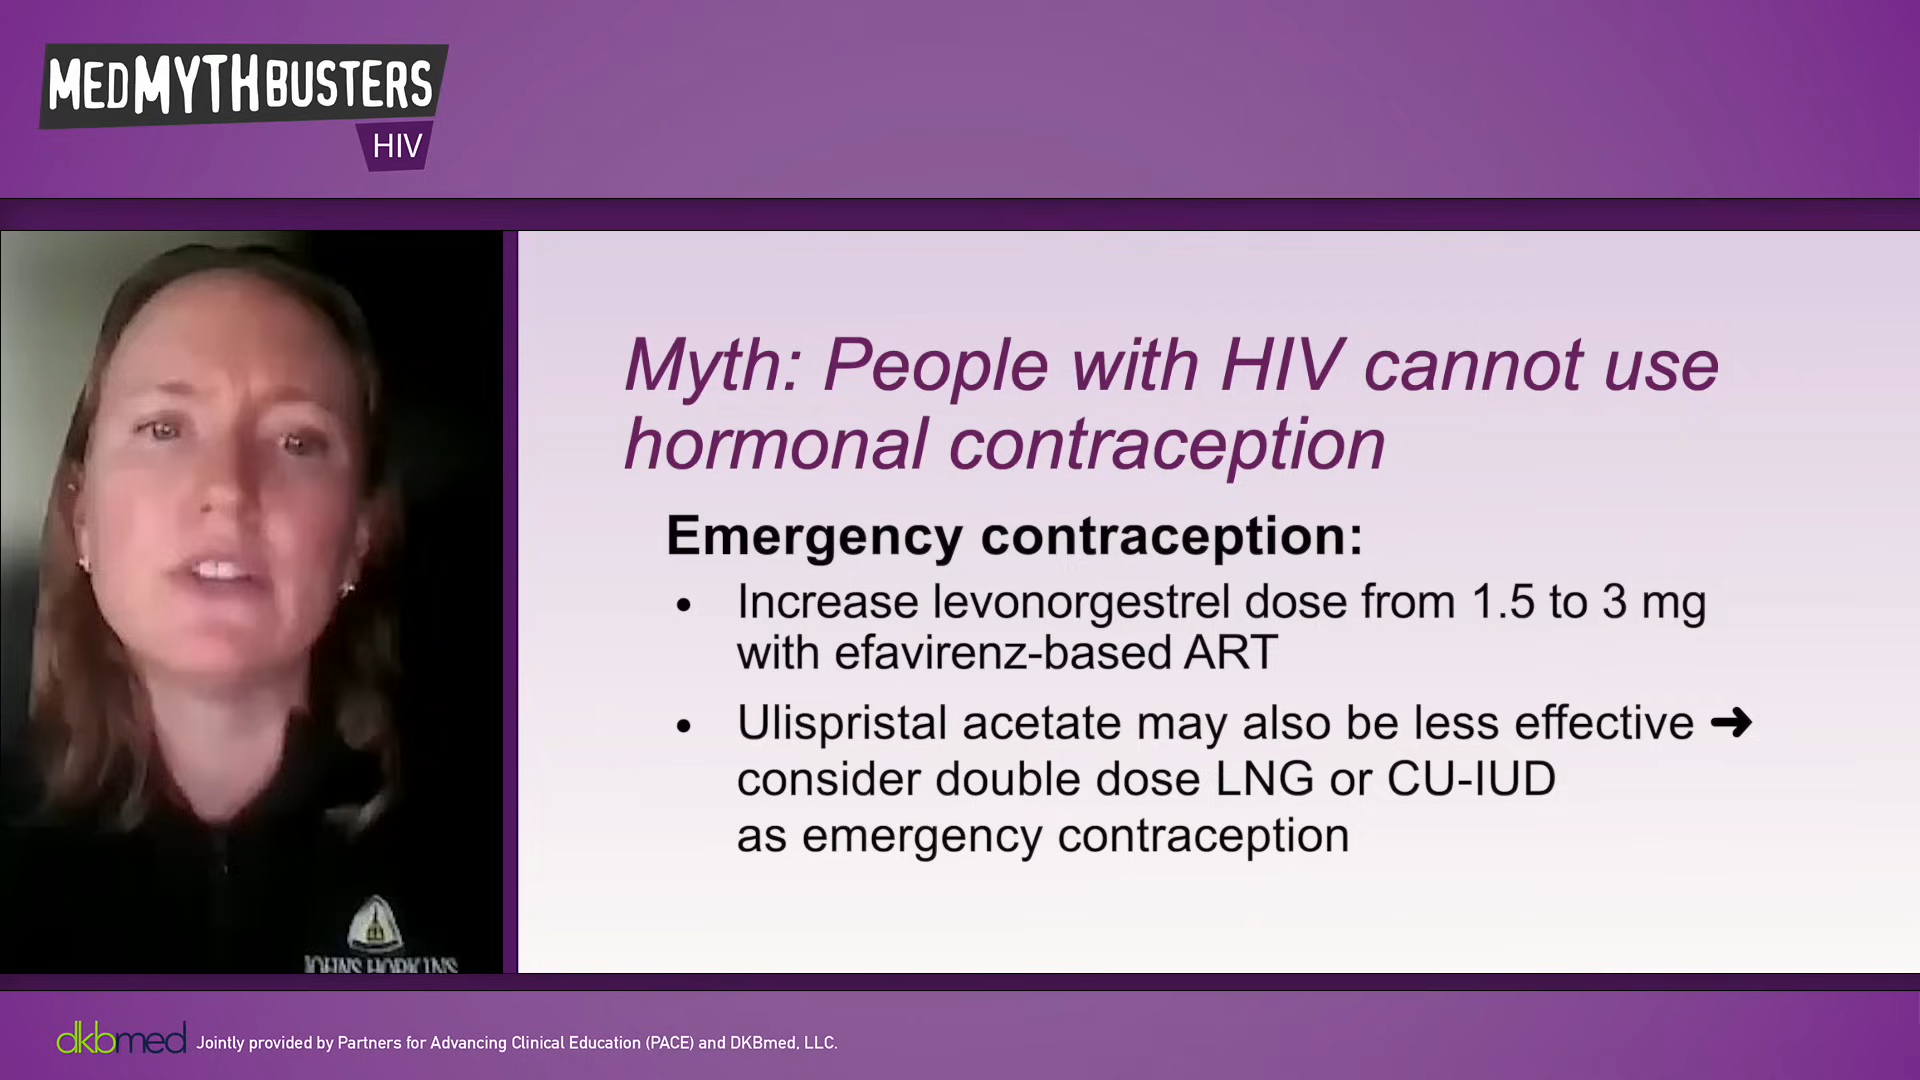 MEDMYTHBUSTERS
HIV
Myth: People with HIV cannot use
hormonal contraception
Emergency contraception:
• Increase levonorgestrel dose from 1.5 to 3 mg
with efavirenz-based ART
• Ulispristal acetate may also be less effective ➜
consider double dose LNG or CU-IUD
as emergency contraception
JOHNS HOPKINS
dkbmed Jointly provided by Partners for Advancing Clinical Education (PACE) and DKBmed, LLC.